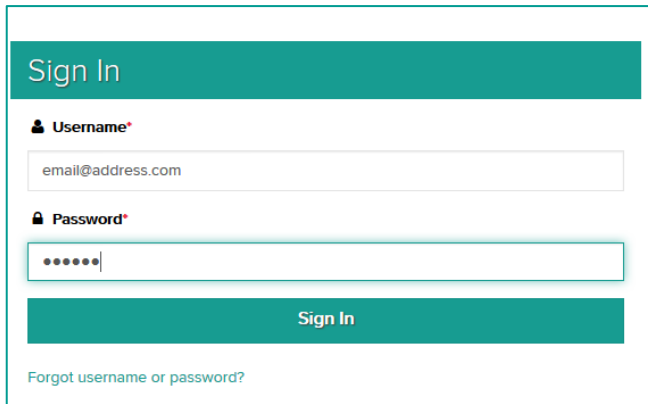 Sign In
Username*
email@address.com
Password*
●●●●●●
Sign In
Forgot username or password?